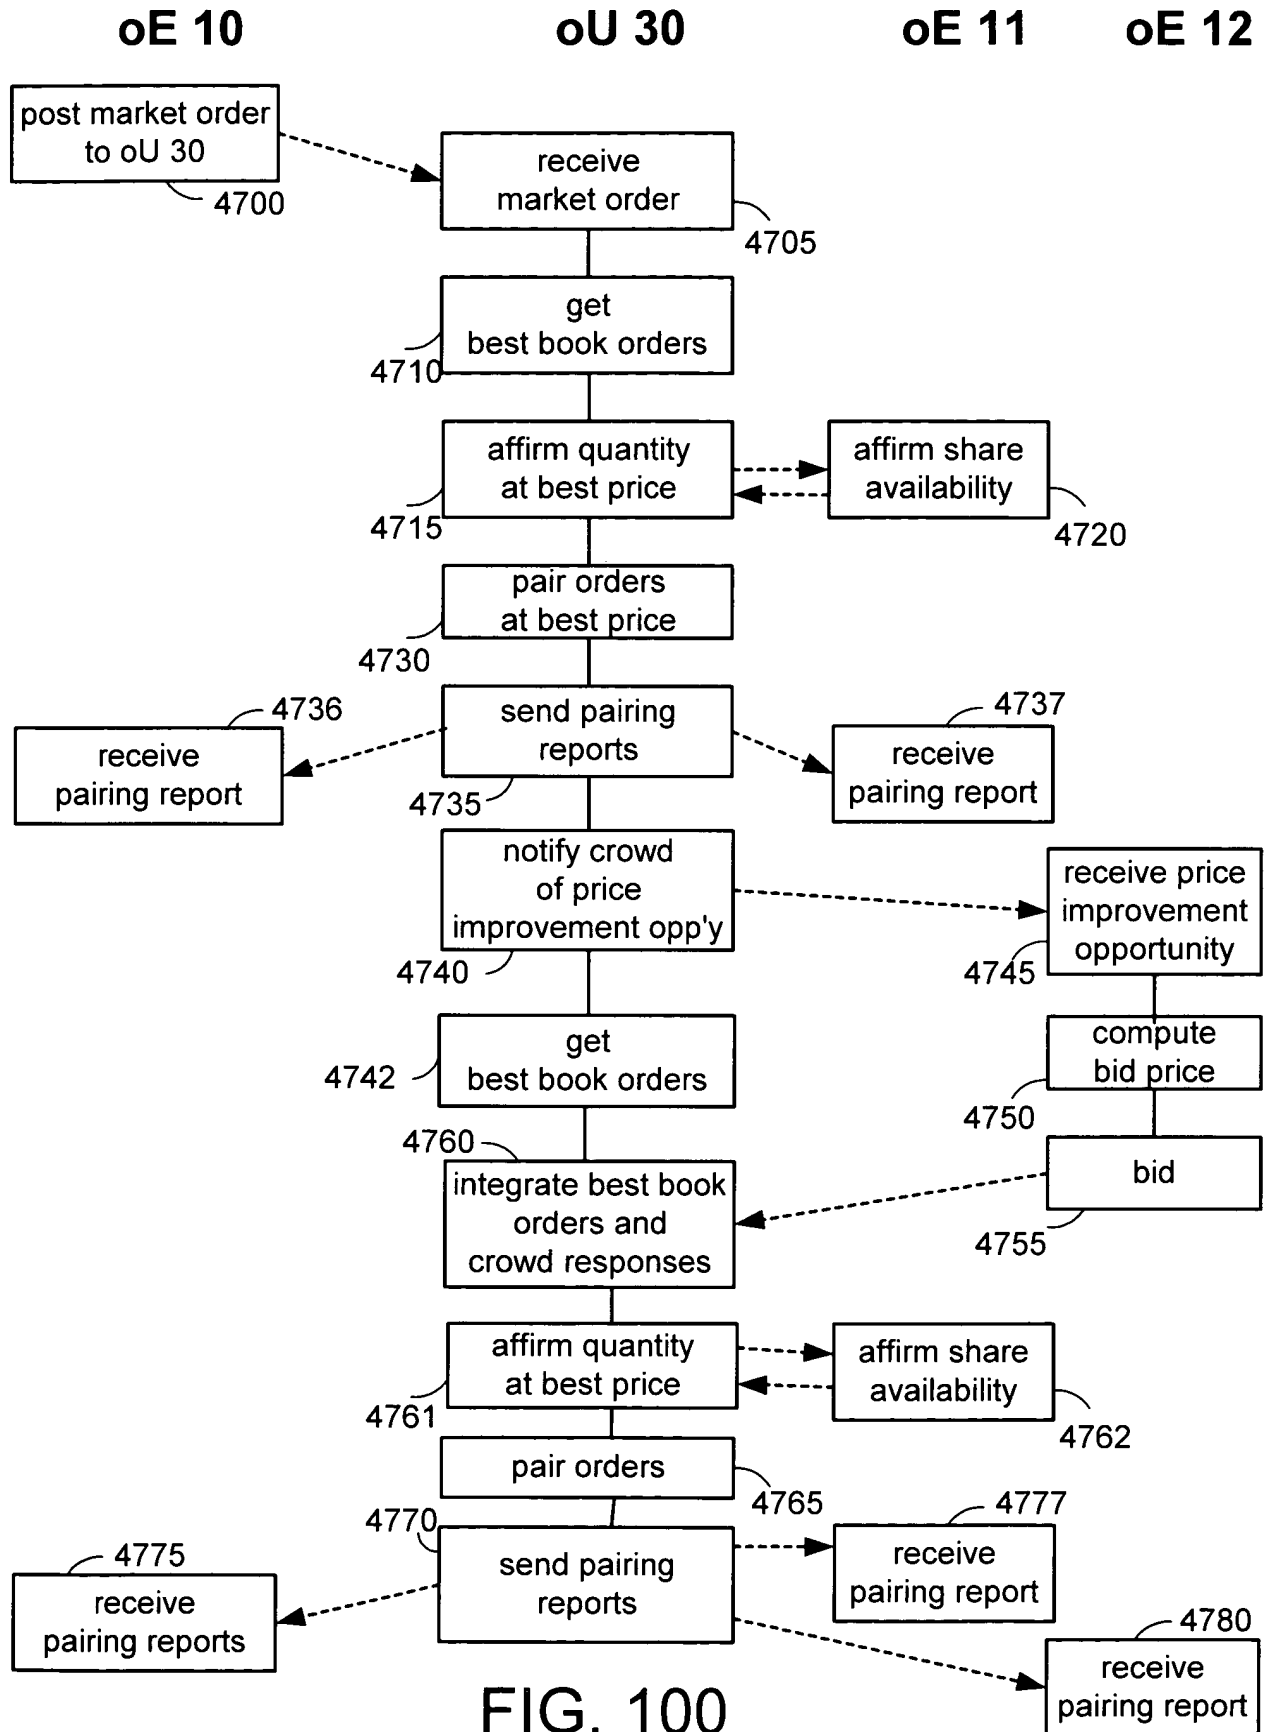 oE 10
oU 30
oE 11
oE 12
post market order
to oU 30
4700
receive
market order
4705
get
best book orders
4710
affirm quantity
at best price
4715
affirm share
availability
4720
pair orders
at best price
4730
send pairing
reports
4735
4736
receive
pairing report
4737
receive
pairing report
notify crowd
of price
improvement opp'y
4740
receive price
improvement
opportunity
4745
get
best book orders
4742
compute
bid price
4750
4760
integrate best book
orders and
crowd responses
bid
4755
affirm quantity
at best price
4761
affirm share
availability
4762
pair orders
4765
4770
send pairing
reports
4777
receive
pairing report
4775
receive
pairing reports
4780
receive
pairing report
FIG. 100